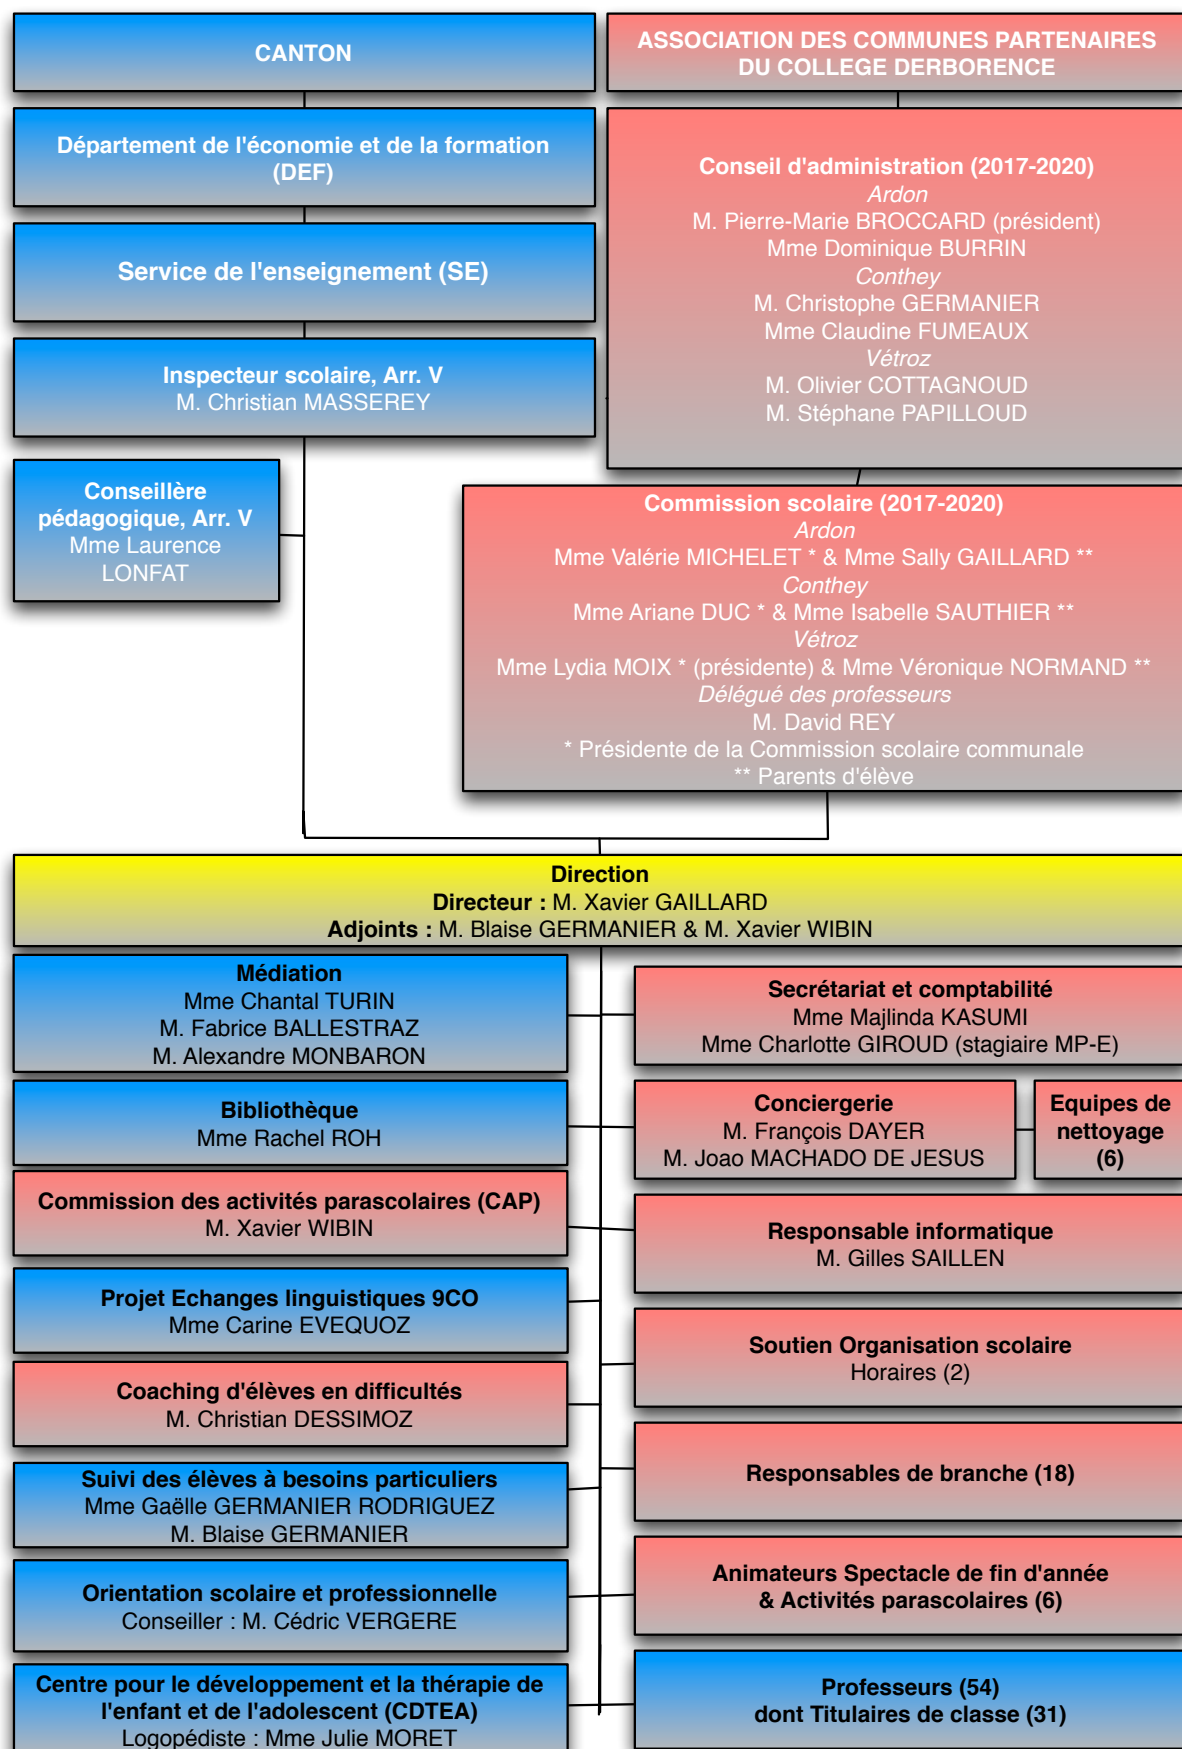 CANTON
ASSOCIATION DES COMMUNES PARTENAIRES
DU COLLEGE DERBORENCE
Département de l'économie et de la formation
(DEF)
Service de l'enseignement (SE)
Inspecteur scolaire, Arr. V
M. Christian MASSEREY
Conseillère
pédagogique, Arr. V
Mme Laurence
LONFAT
Conseil d'administration (2017-2020)
Ardon
M. Pierre-Marie BROCCARD (président)
Mme Dominique BURRIN
Conthey
M. Christophe GERMANIER
Mme Claudine FUMEAUX
Vétroz
M. Olivier COTTAGNOUD
M. Stéphane PAPILLOUD
Commission scolaire (2017-2020)
Ardon
Mme Valérie MICHELET * & Mme Sally GAILLARD **
Conthey
Mme Ariane DUC * & Mme Isabelle SAUTHIER **
Vétroz
Mme Lydia MOIX * (présidente) & Mme Véronique NORMAND **
Délégué des professeurs
M. David REY
* Présidente de la Commission scolaire communale
** Parents d'élève
Direction
Directeur : M. Xavier GAILLARD
Adjoints : M. Blaise GERMANIER & M. Xavier WIBIN
Médiation
Mme Chantal TURIN
M. Fabrice BALLESTRAZ
M. Alexandre MONBARON
Bibliothèque
Mme Rachel ROH
Commission des activités parascolaires (CAP)
M. Xavier WIBIN
Projet Echanges linguistiques 9CO
Mme Carine EVEQUOZ
Coaching d'élèves en difficultés
M. Christian DESSIMOZ
Suivi des élèves à besoins particuliers
Mme Gaëlle GERMANIER RODRIGUEZ
M. Blaise GERMANIER
Orientation scolaire et professionnelle
Conseiller : M. Cédric VERGERE
Centre pour le développement et la thérapie de
l'enfant et de l'adolescent (CDTEA)
Logopédiste : Mme Julie MORET
Secrétariat et comptabilité
Mme Majlinda KASUMI
Mme Charlotte GIROUD (stagiaire MP-E)
Conciergerie
M. François DAYER
M. Joao MACHADO DE JESUS
Equipes de
nettoyage
(6)
Responsable informatique
M. Gilles SAILLEN
Soutien Organisation scolaire
Horaires (2)
Responsables de branche (18)
Animateurs Spectacle de fin d'année
& Activités parascolaires (6)
Professeurs (54)
dont Titulaires de classe (31)